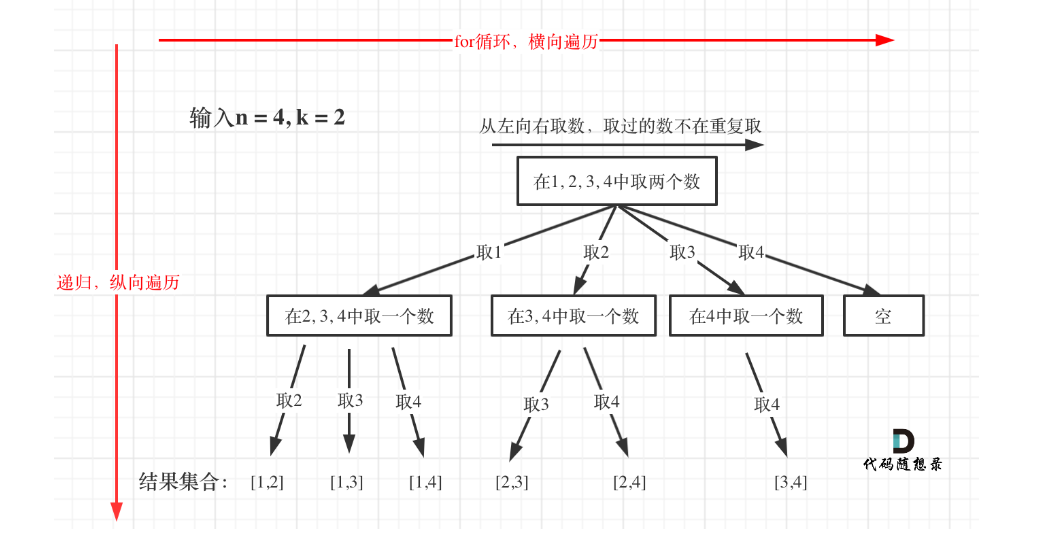 for循环，横向遍历
输入n = 4, k = 2
从左向右取数，取过的数不在重复取
在1, 2, 3, 4中取两个数
取1
取2
取3
取4
递归，纵向遍历
在2, 3, 4中取一个数
在3, 4中取一个数
在4中取一个数
空
取2
取3
取4
取3
取4
取4
代码随想录
结果集合： [1,2] [1,3] [1,4] [2,3] [2,4] [3,4]